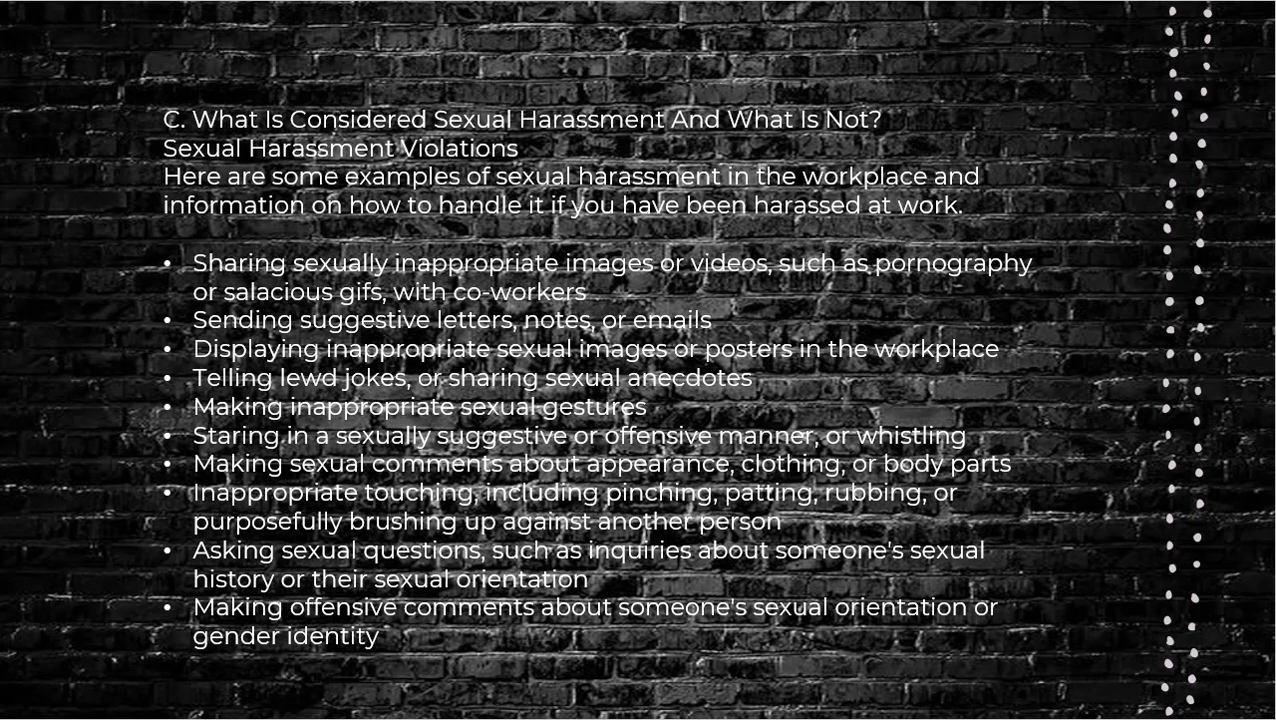 C. What Is Considered Sexual Harassment And What Is Not?
Sexual Harassment Violations
Here are some examples of sexual harassment in the workplace and
information on how to handle it if you have been harassed at work.
• Sharing sexually inappropriate images or videos, such as pornography
or salacious gifs, with co-workers
• Sending suggestive letters, notes, or emails
• Displaying inappropriate sexual images or posters in the workplace
• Telling lewd jokes, or sharing sexual anecdotes
• Making inappropriate sexual gestures
• Staring in a sexually suggestive or offensive manner, or whistling
• Making sexual comments about appearance, clothing, or body parts
• Inappropriate touching, including pinching, patting, rubbing, or
purposefully brushing up against another person
• Asking sexual questions, such as inquiries about someone's sexual
history or their sexual orientation
• Making offensive comments about someone's sexual orientation or
gender identity